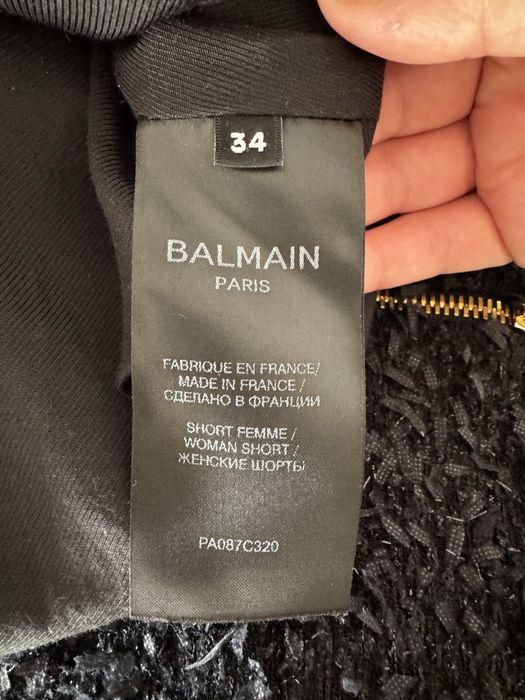 34
BALMAIN
PARIS
FABRIQUE EN FRANCE/
MADE IN FRANCE /
СДЕЛАНО В ФРАНЦИИ
SHORT FEMME /
WOMAN SHORT /
ЖЕНСКИЕ ШОРТЫ
PA087C320